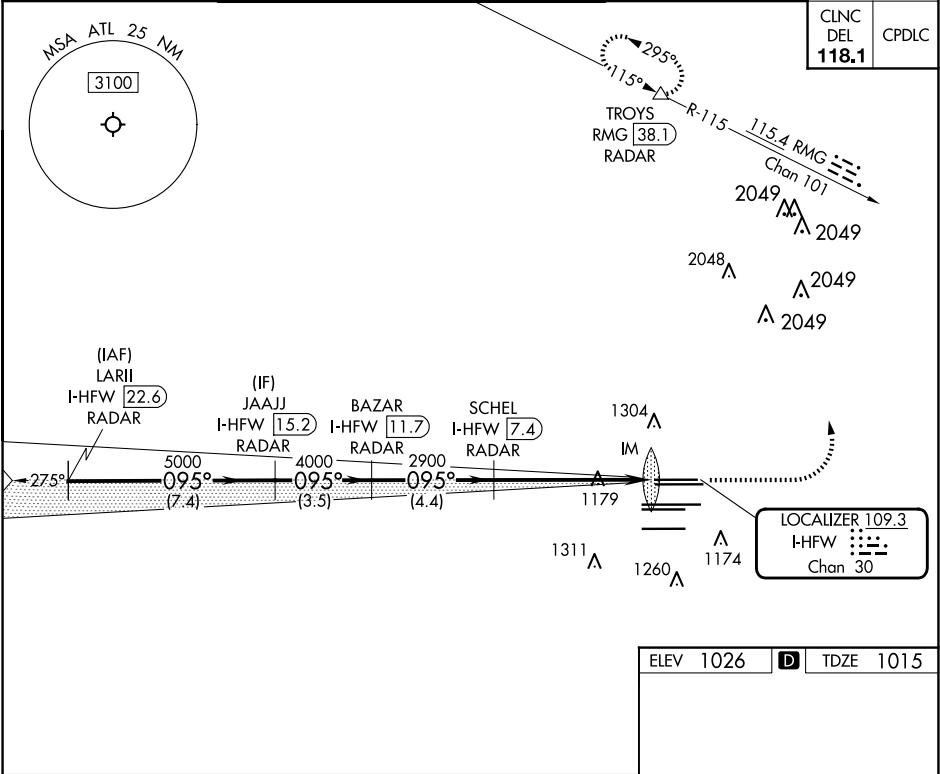 MSA ATL 25 NM
3100
CLNC
DEL
118.1
CPDLC
295°
115°
TROYS
RMG 38.1
RADAR
R-115
115.4 RMG
Chan 101
2049
2049
2048
2049
2049
(IAF)
LARII
I-HFW 22.6
RADAR
(IF)
JAAJJ
I-HFW 15.2
RADAR
BAZAR
I-HFW 11.7
RADAR
SCHEL
I-HFW 7.4
RADAR
1304
IM
275°
5000
095°
(7.4)
4000
095°
(3.5)
2900
095°
(4.4)
1179
1311
1260
1174
LOCALIZER 109.3
I-HFW
Chan 30
ELEV 1026
D
TDZE 1015